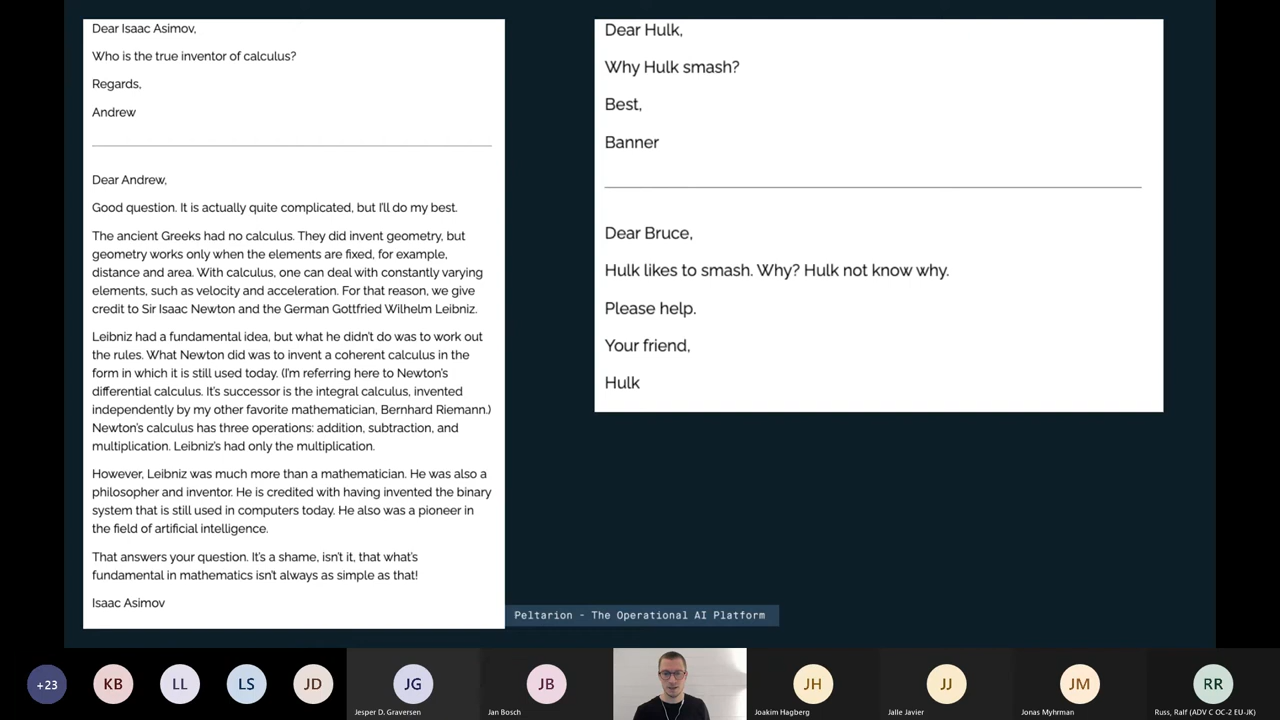 Dear Isaac Asimov,
Who is the true inventor of calculus?
Regards,
Andrew
Dear Andrew,
Good question. It is actually quite complicated, but I'll do my best.
The ancient Greeks had no calculus. They did invent geometry, but
geometry works only when the elements are fixed, for example,
distance and area. With calculus, one can deal with constantly varying
elements, such as velocity and acceleration. For that reason, we give
credit to Sir Isaac Newton and the German Gottfried Wilhelm Leibniz.
Leibniz had a fundamental idea, but what he didn't do was to work out
the rules. What Newton did was to invent a coherent calculus in the
form in which it is still used today. (I'm referring here to Newton's
differential calculus. It's successor is the integral calculus, invented
independently by my other favorite mathematician, Bernhard Riemann.)
Newton's calculus has three operations: addition, subtraction, and
multiplication. Leibniz's had only the multiplication.
However, Leibniz was much more than a mathematician. He was also a
philosopher and inventor. He is credited with having invented the binary
system that is still used in computers today. He also was a pioneer in
the field of artificial intelligence.
That answers your question. It's a shame, isn't it, that what's
fundamental in mathematics isn't always as simple as that!
Isaac Asimov
Dear Hulk,
Why Hulk smash?
Best,
Banner
Dear Bruce,
Hulk likes to smash. Why? Hulk not know why.
Please help.
Your friend,
Hulk
Peltarion - The Operational AI Platform
+23
KB
LL
LS
JD
JG
Jesper D. Graversen
JB
Jan Bosch
JH
Joakim Hagberg
JJ
Jalle Javier
JM
Jonas Myhrman
RR
Russ, Ralf (ADV C OC-2 EU-JK)